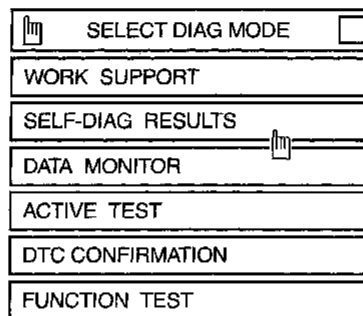 SELECT DIAG MODE
WORK SUPPORT
SELF-DIAG RESULTS
DATA MONITOR
ACTIVE TEST
DTC CONFIRMATION
FUNCTION TEST